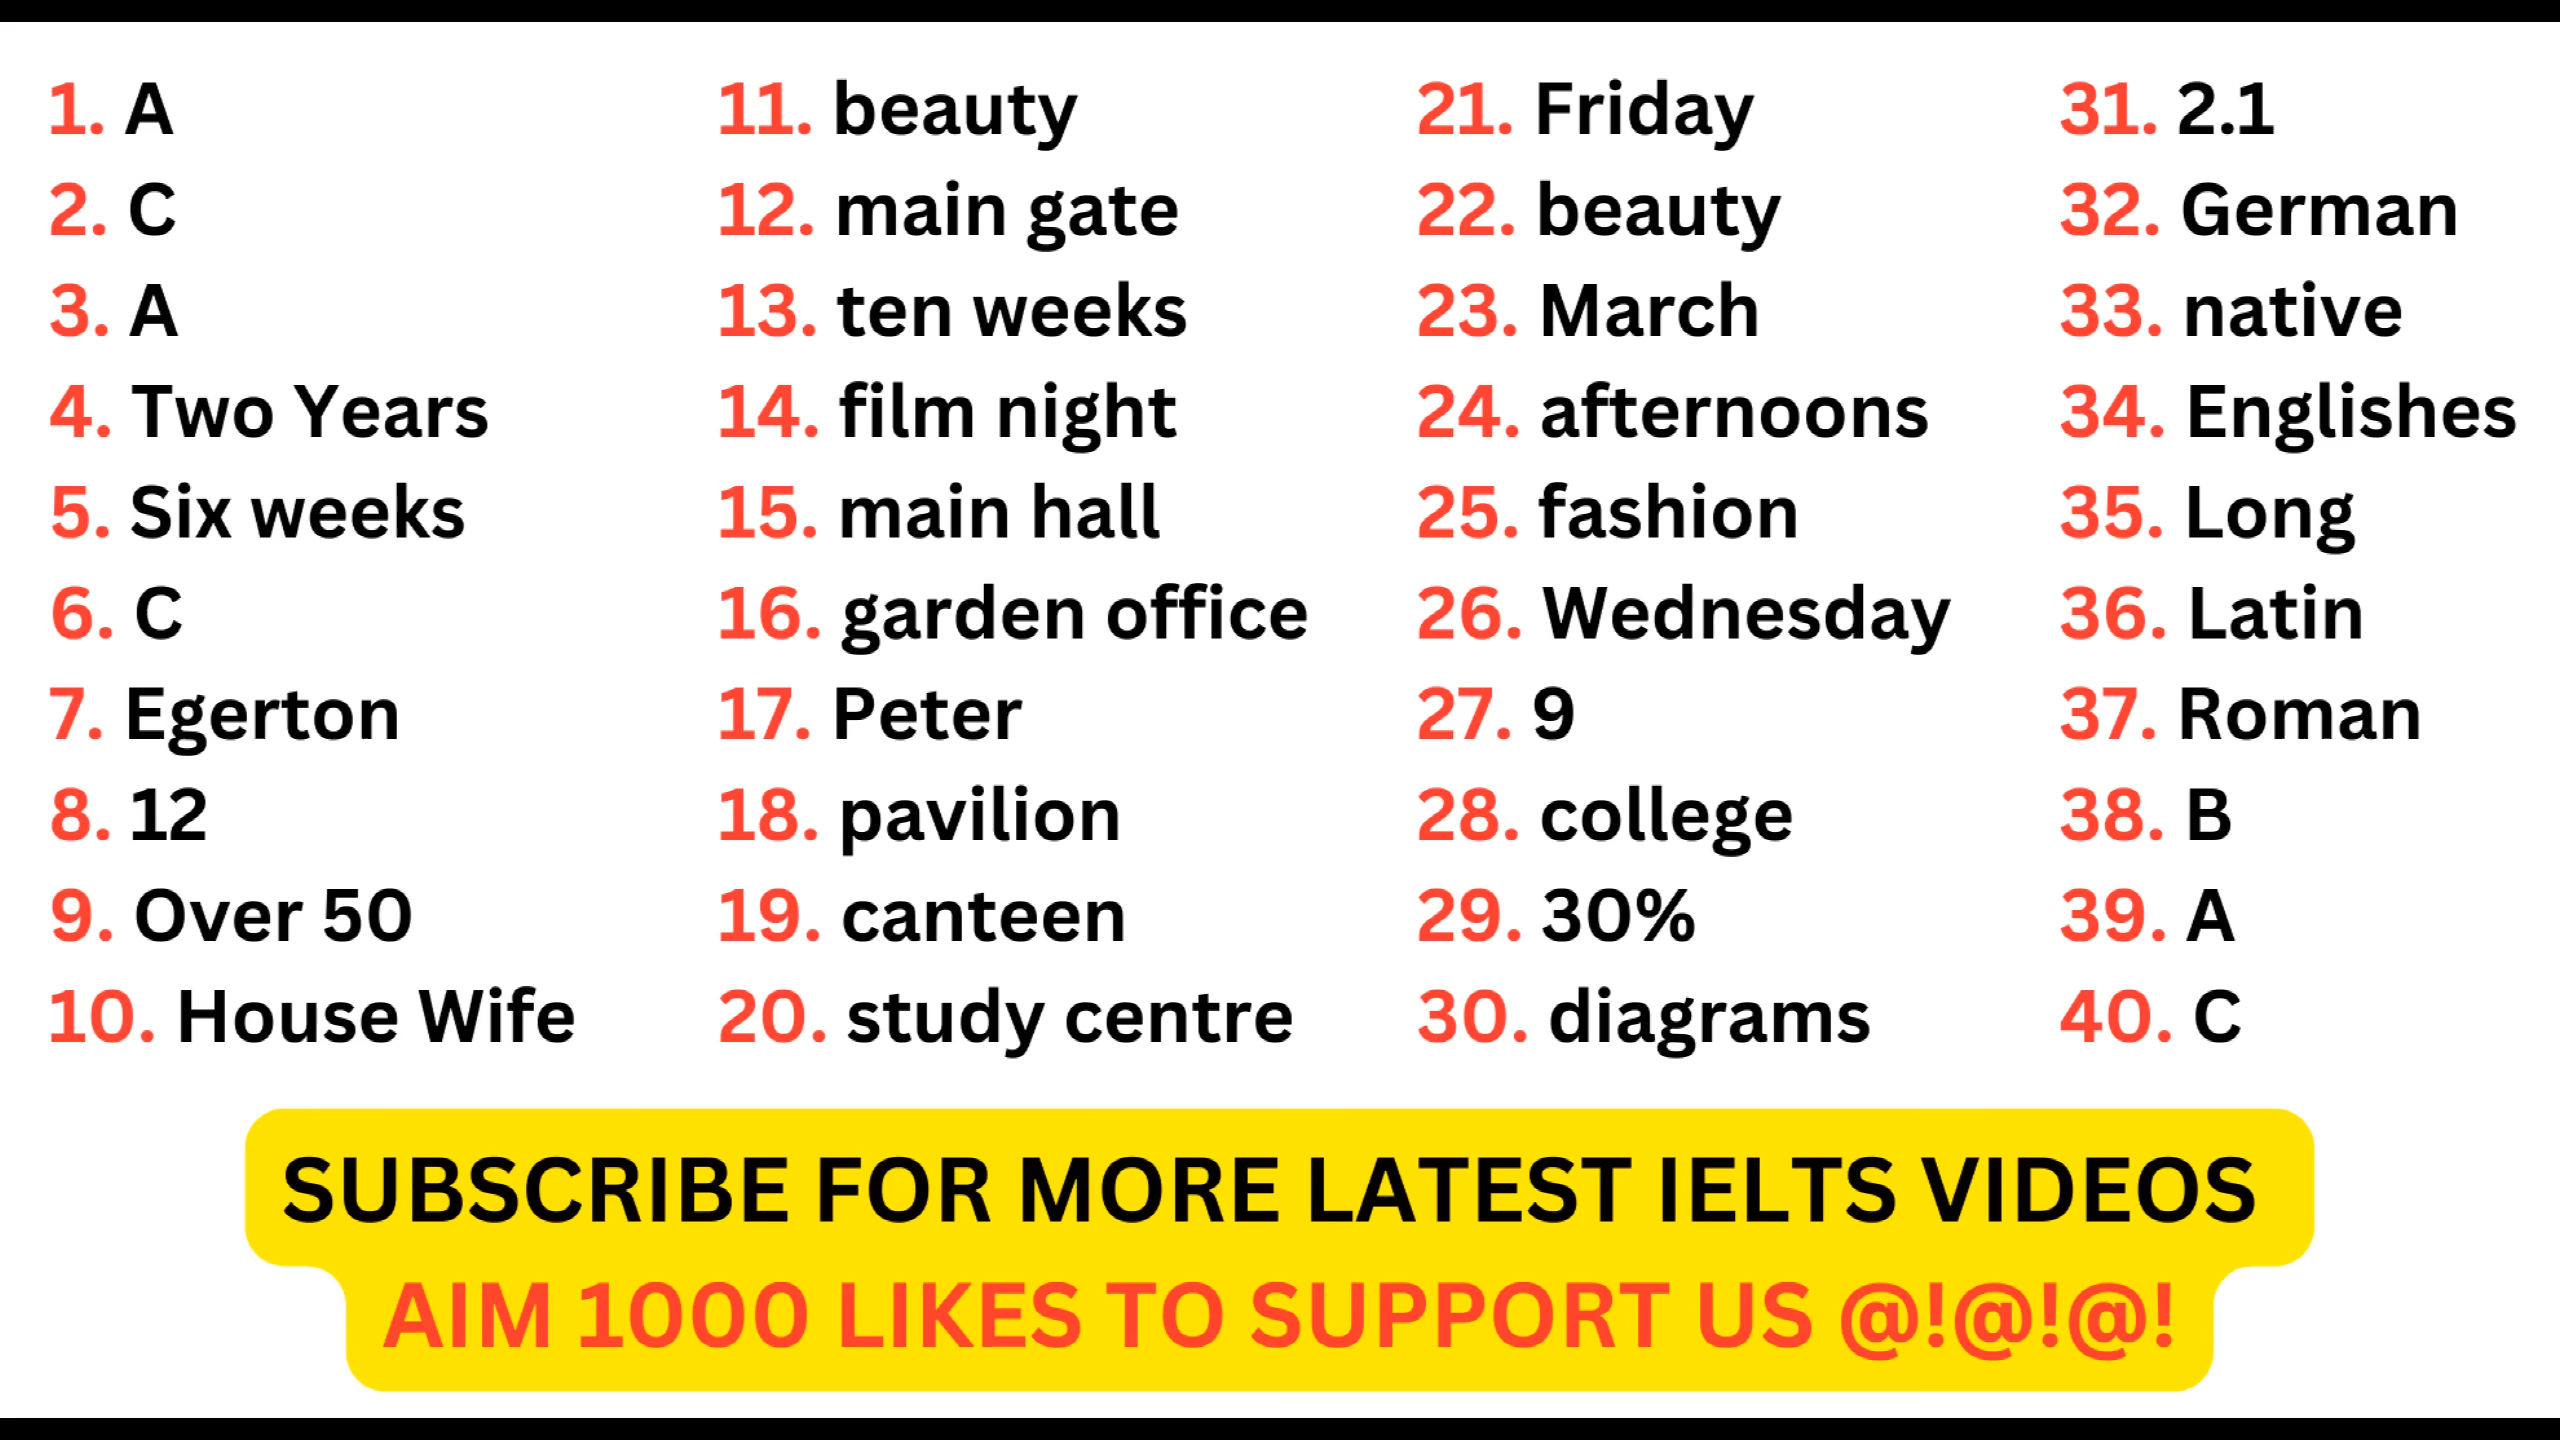 1. A
2. C
3. A
4. Two Years
5. Six weeks
6. C
7. Egerton
8. 12
9. Over 50
10. House Wife
11. beauty
12. main gate
13. ten weeks
14. film night
15. main hall
16. garden office
17. Peter
18. pavilion
19. canteen
20. study centre
21. Friday
22. beauty
23. March
24. afternoons
25. fashion
26. Wednesday
27. 9
28. college
29. 30%
30. diagrams
31. 2.1
32. German
33. native
34. Englishes
35. Long
36. Latin
37. Roman
38. B
39. A
40. C
SUBSCRIBE FOR MORE LATEST IELTS VIDEOS
AIM 1000 LIKES TO SUPPORT US @!@!@!